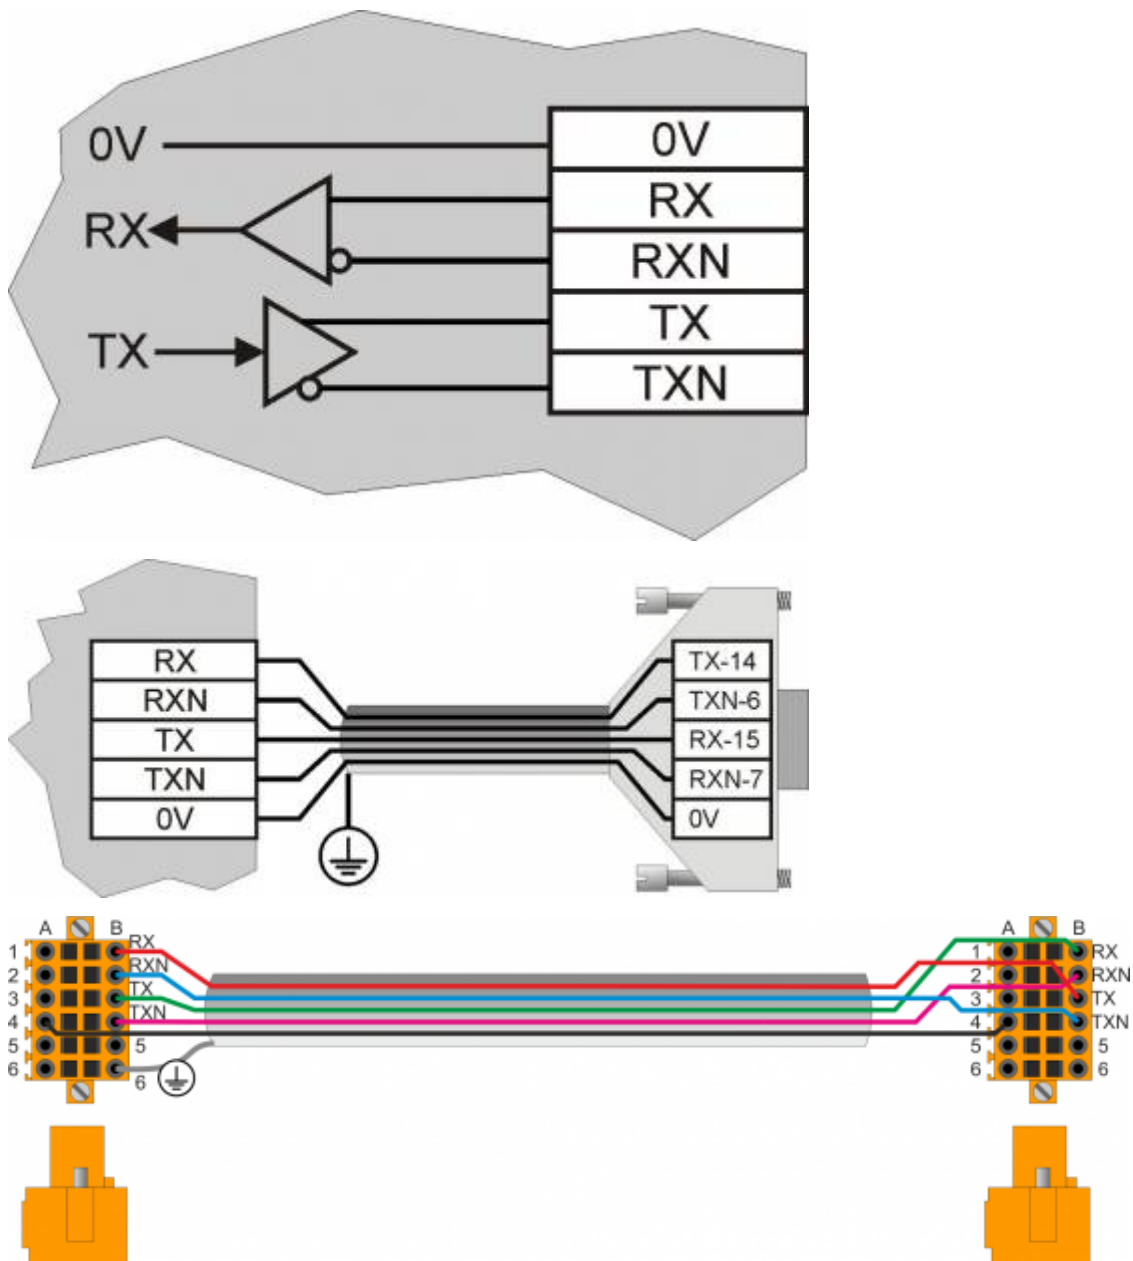 0V 0V
RX RX
RXN
TX TX
TXN
RX TX-14
RXN TXN-6
TX RX-15
TXN RXN-7
0V 0V
A B A B
1 RX 1 RX
2 RXN 2 RXN
3 TX 3 TX
4 TXN 4 TXN
5 5 5 5
6 6 6 6